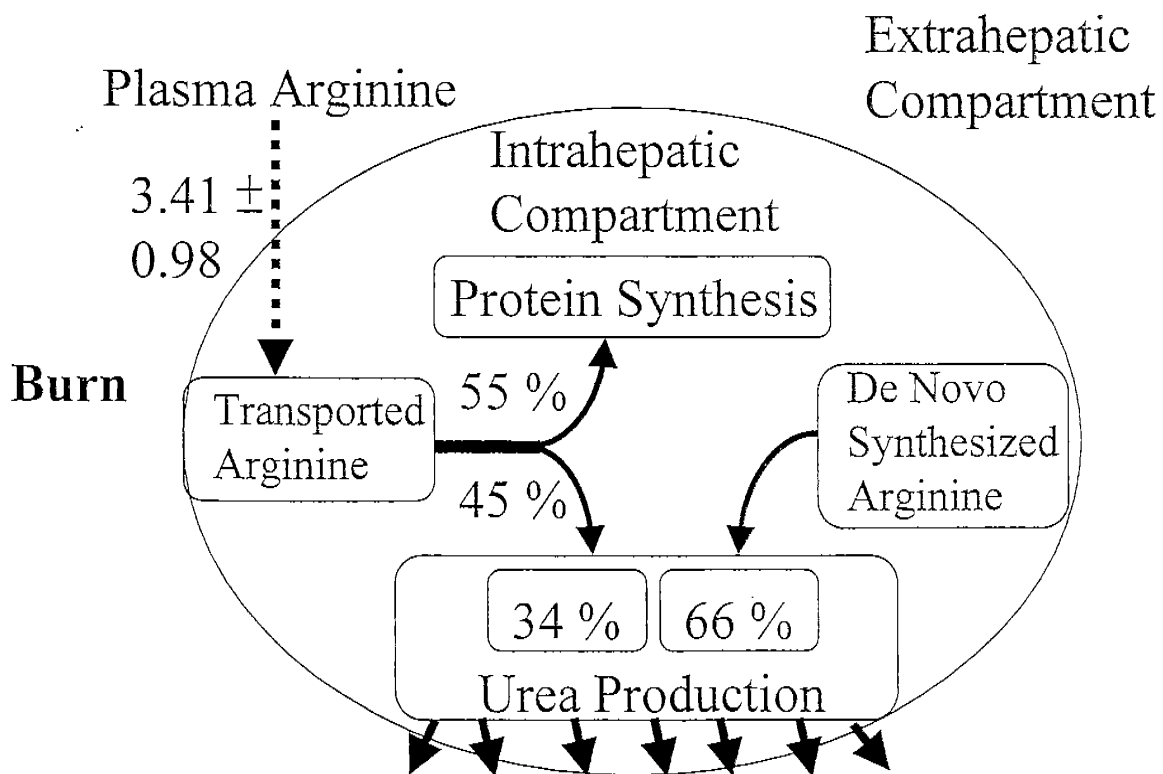 Extrahepatic
Compartment
Plasma Arginine
Intrahepatic
Compartment
3.41 ±
0.98
Protein Synthesis
Burn
55 %
Transported
Arginine
45 %
De Novo
Synthesized
Arginine
34 %
66 %
Urea Production